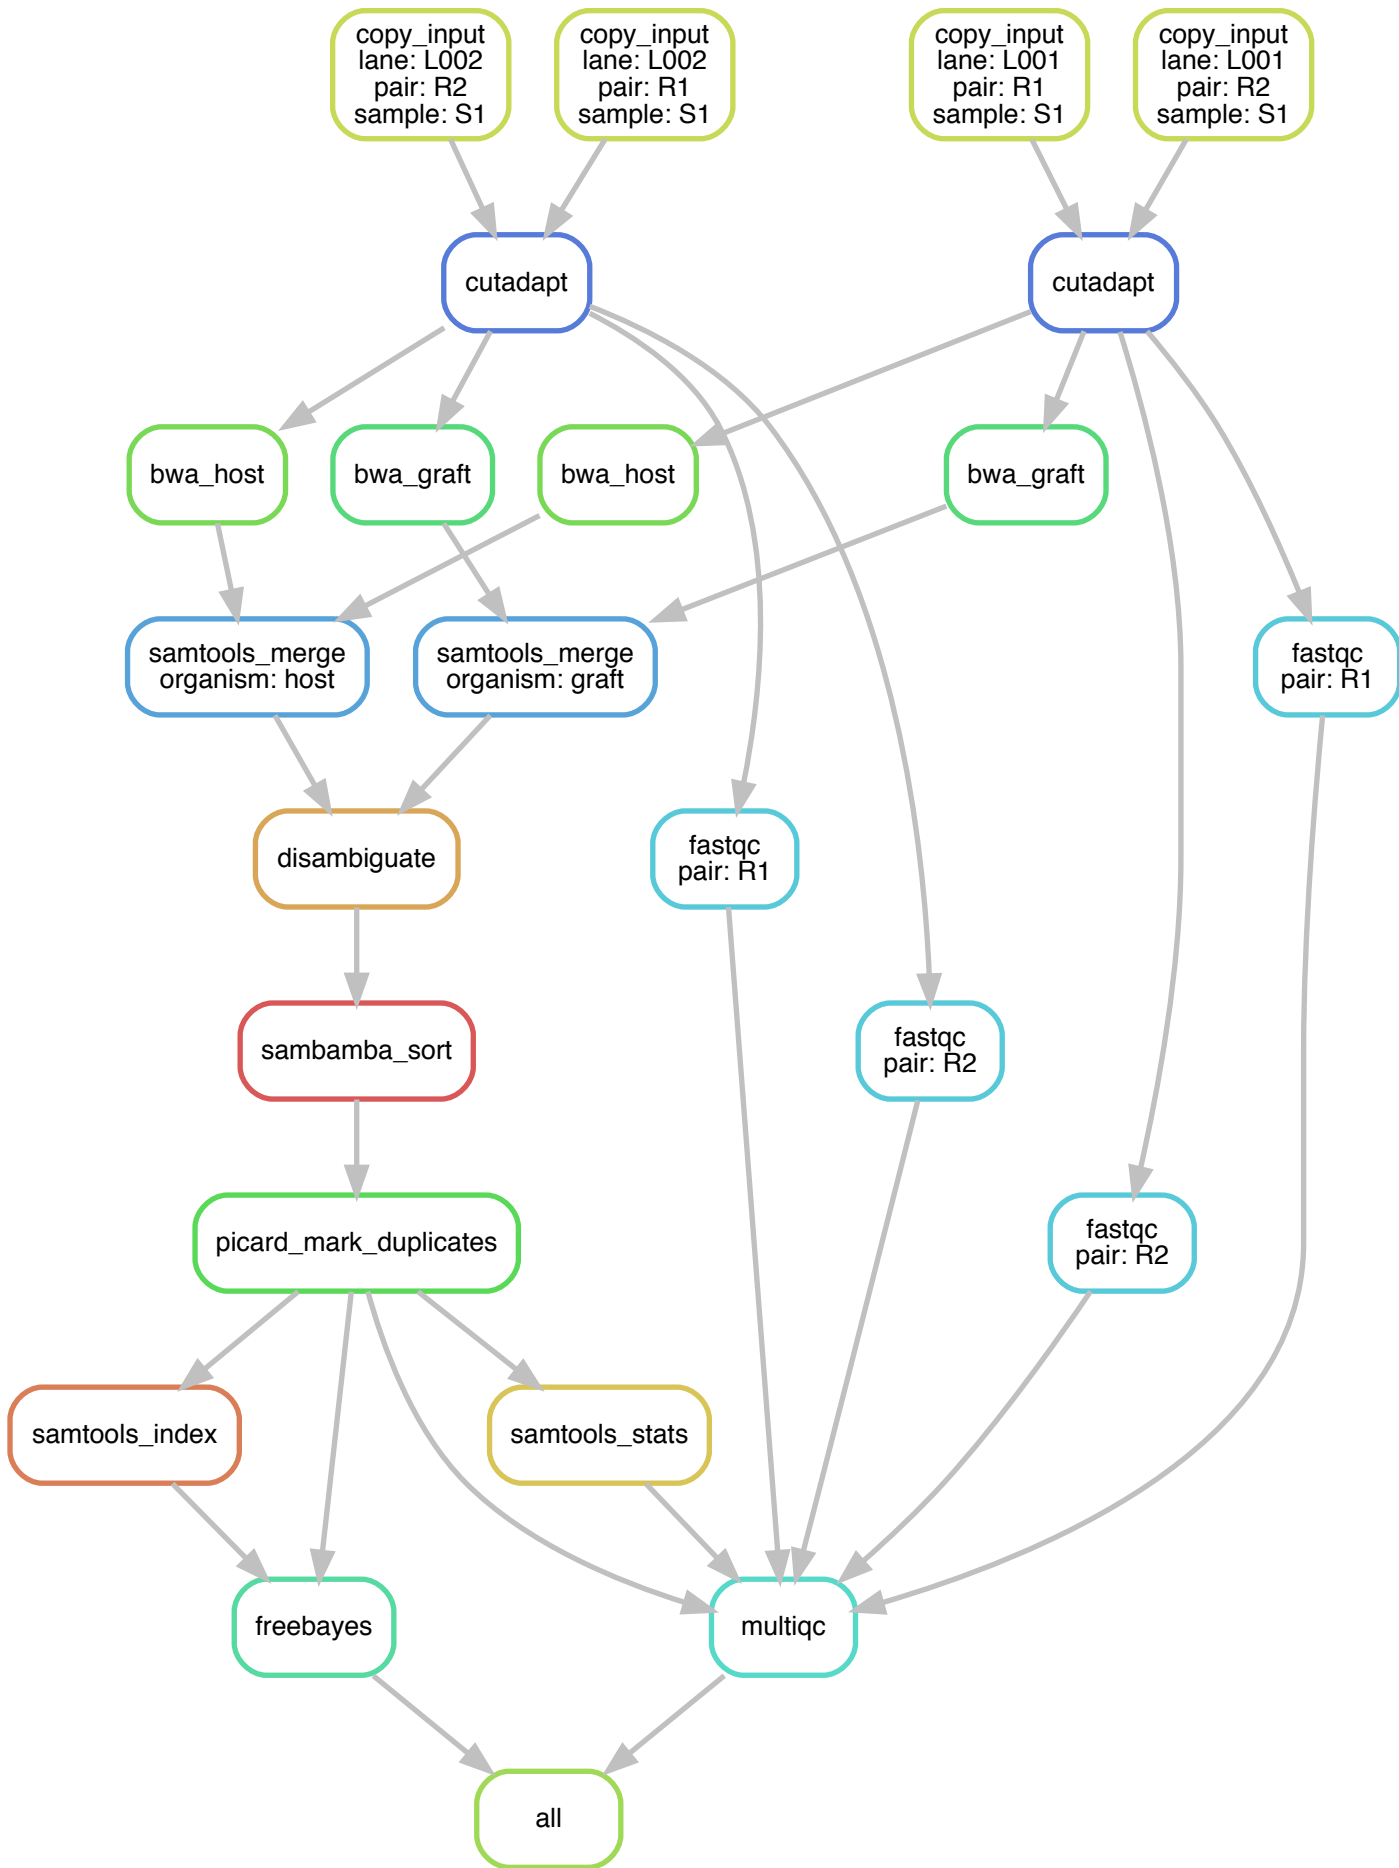 copy_input
lane: L002
pair: R2
sample: S1
copy_input
lane: L002
pair: R1
sample: S1
copy_input
lane: L001
pair: R1
sample: S1
copy_input
lane: L001
pair: R2
sample: S1
cutadapt
cutadapt
bwa_host
bwa_graft
bwa_host
bwa_graft
samtools_merge
organism: host
samtools_merge
organism: graft
fastqc
pair: R1
disambiguate
fastqc
pair: R1
sambamba_sort
fastqc
pair: R2
picard_mark_duplicates
fastqc
pair: R2
samtools_index
samtools_stats
freebayes
multiqc
all